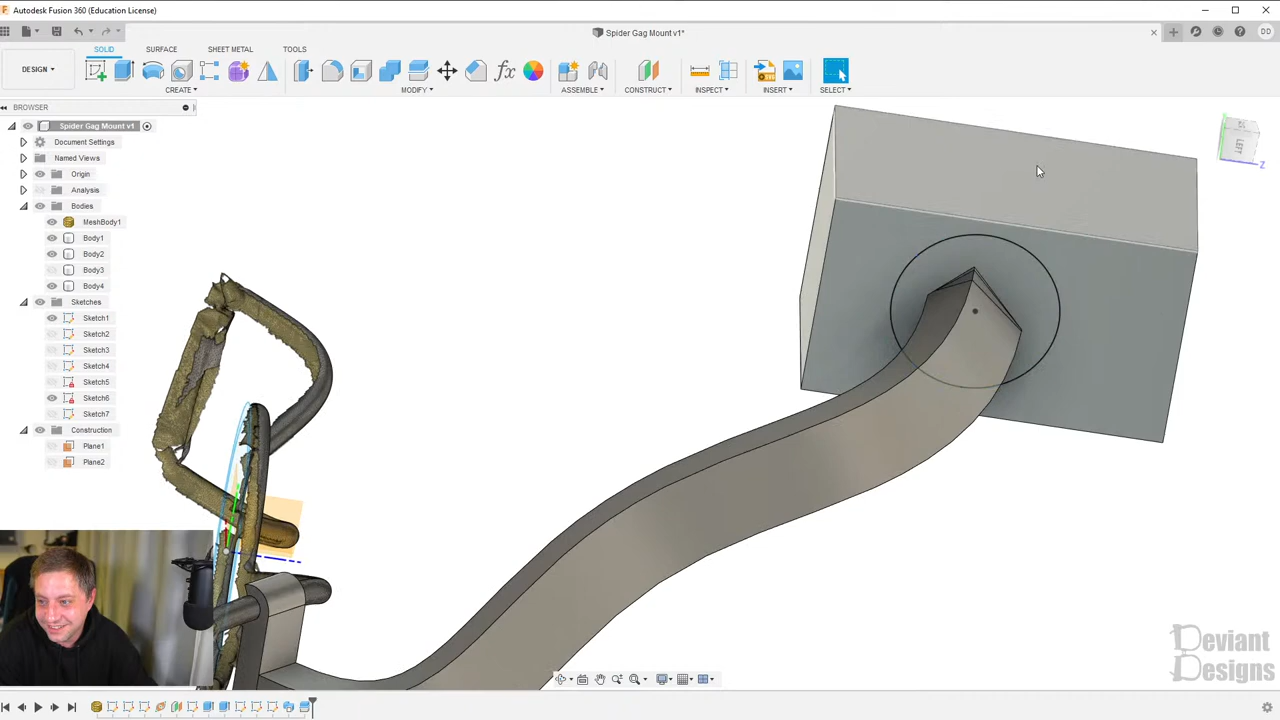 Autodesk Fusion 360 (Education License)
Spider Gag Mount v1*
DD
SOLID SURFACE SHEET METAL TOOLS
DESIGN
CREATE MODIFY ASSEMBLE CONSTRUCT INSPECT INSERT SELECT
BROWSER
Spider Gag Mount v1
Document Settings
Named Views
Origin
Analysis
Bodies
MeshBody1
Body1
Body2
Body3
Body4
Sketches
Sketch1
Sketch2
Sketch3
Sketch4
Sketch5
Sketch6
Sketch7
Construction
Plane1
Plane2
LEFT
Z
Deviant
Designs